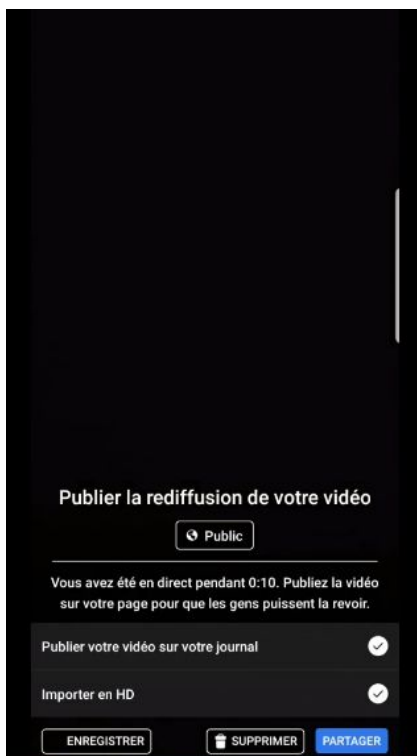 Publier la rediffusion de votre vidéo
Public
Vous avez été en direct pendant 0:10. Publiez la vidéo
sur votre page pour que les gens puissent la revoir.
Publier votre vidéo sur votre journal
Importer en HD
ENREGISTRER SUPPRIMER PARTAGER